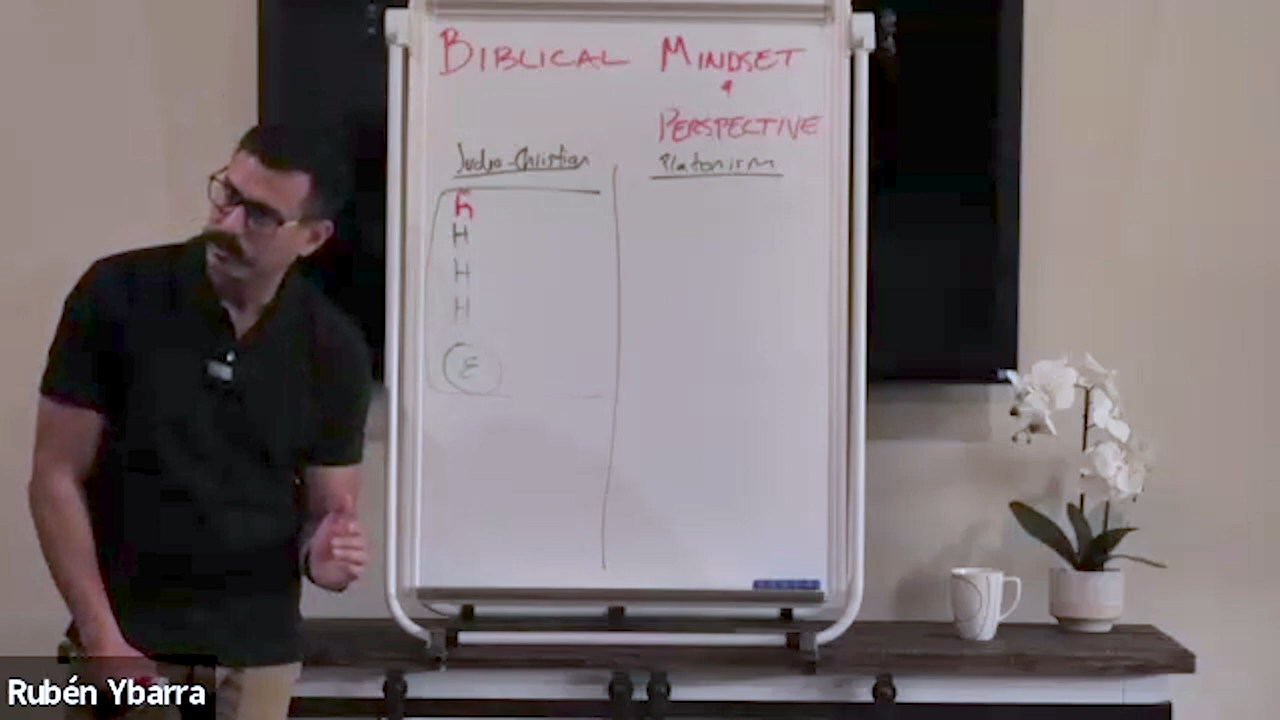 BIBLICAL MINDSET
&
PERSPECTIVE
Judeo-Christian Platonism
H
H
H
H
E
Rubén Ybarra